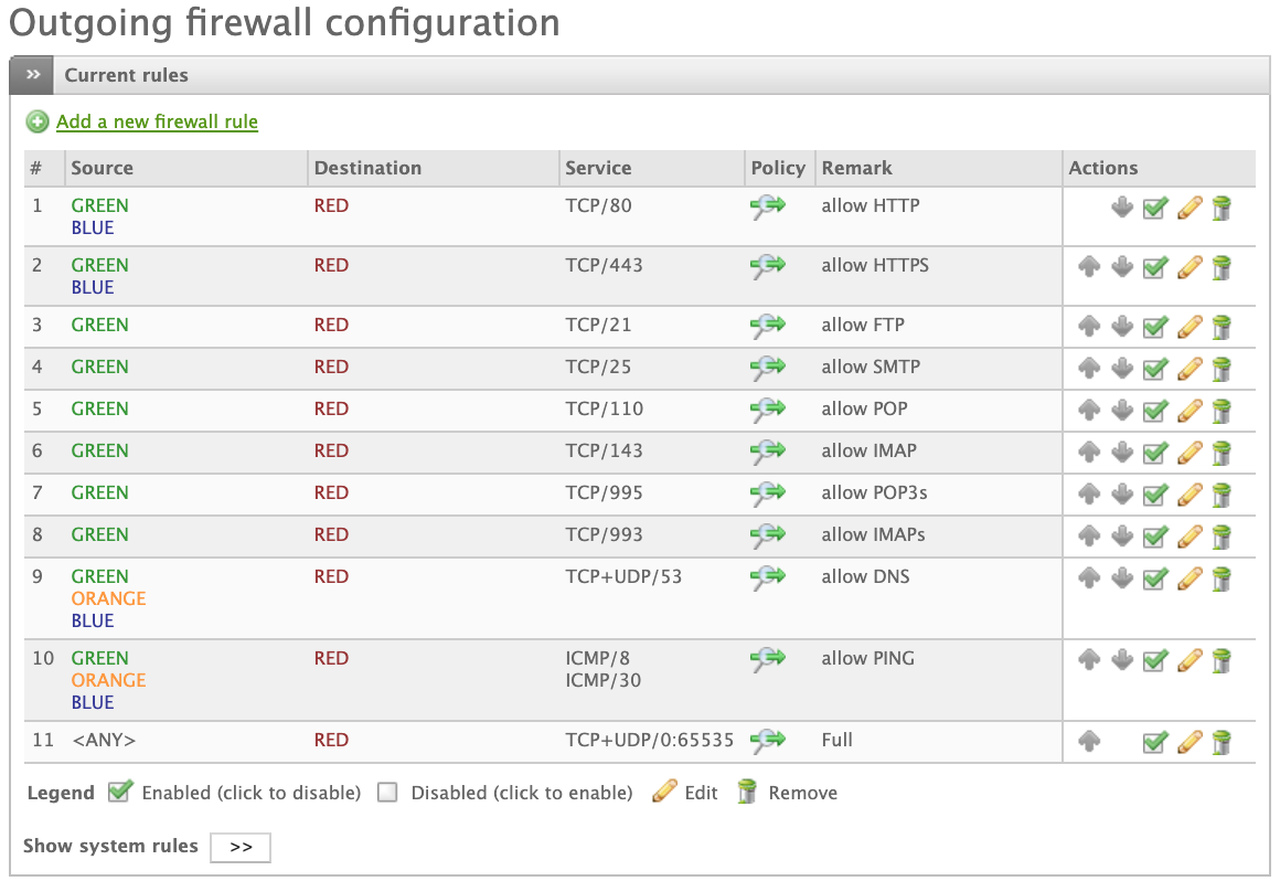 Outgoing firewall configuration
»
Current rules
Add a new firewall rule
# Source Destination Service Policy Remark Actions
1 GREEN RED TCP/80 allow HTTP
BLUE
2 GREEN RED TCP/443 allow HTTPS
BLUE
3 GREEN RED TCP/21 allow FTP
4 GREEN RED TCP/25 allow SMTP
5 GREEN RED TCP/110 allow POP
6 GREEN RED TCP/143 allow IMAP
7 GREEN RED TCP/995 allow POP3s
8 GREEN RED TCP/993 allow IMAPs
9 GREEN RED TCP+UDP/53 allow DNS
ORANGE
BLUE
10 GREEN RED ICMP/8 allow PING
ORANGE ICMP/30
BLUE
11 <ANY> RED TCP+UDP/0:65535 Full
Legend Enabled (click to disable) Disabled (click to enable) Edit Remove
Show system rules >>